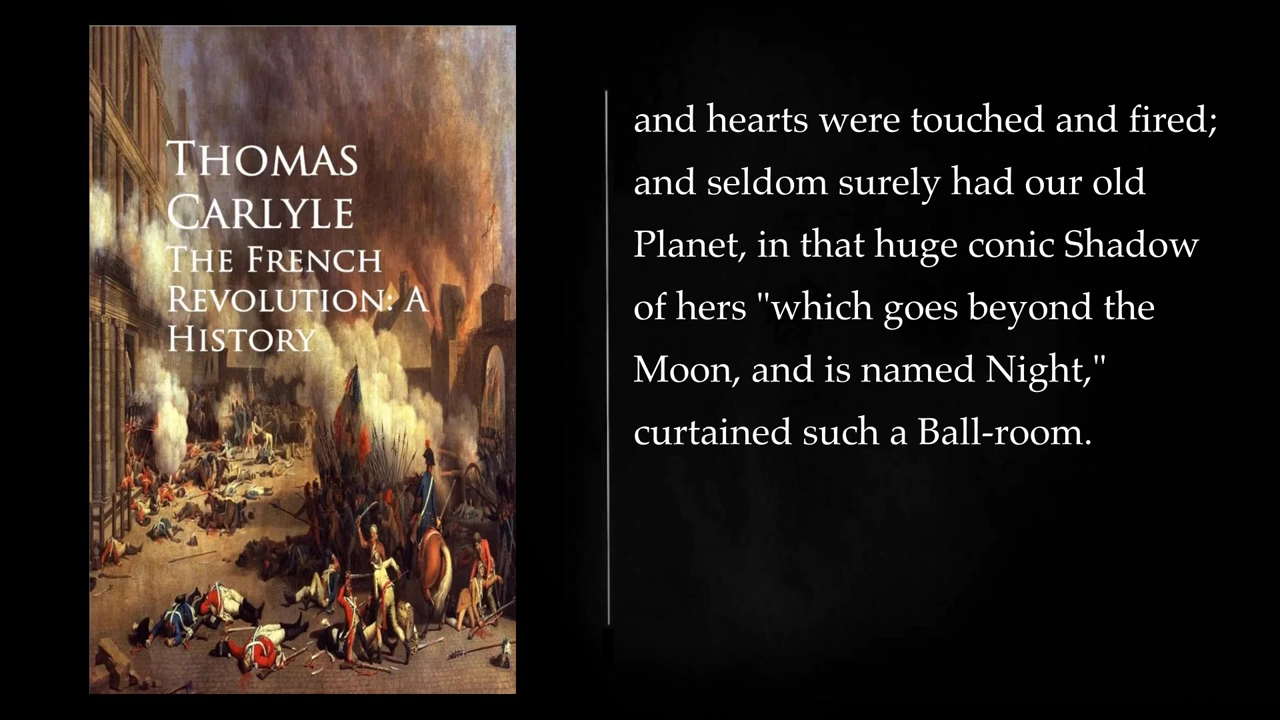 THOMAS
CARLYLE
THE FRENCH
REVOLUTION: A
HISTORY
and hearts were touched and fired;
and seldom surely had our old
Planet, in that huge conic Shadow
of hers "which goes beyond the
Moon, and is named Night,"
curtained such a Ball-room.